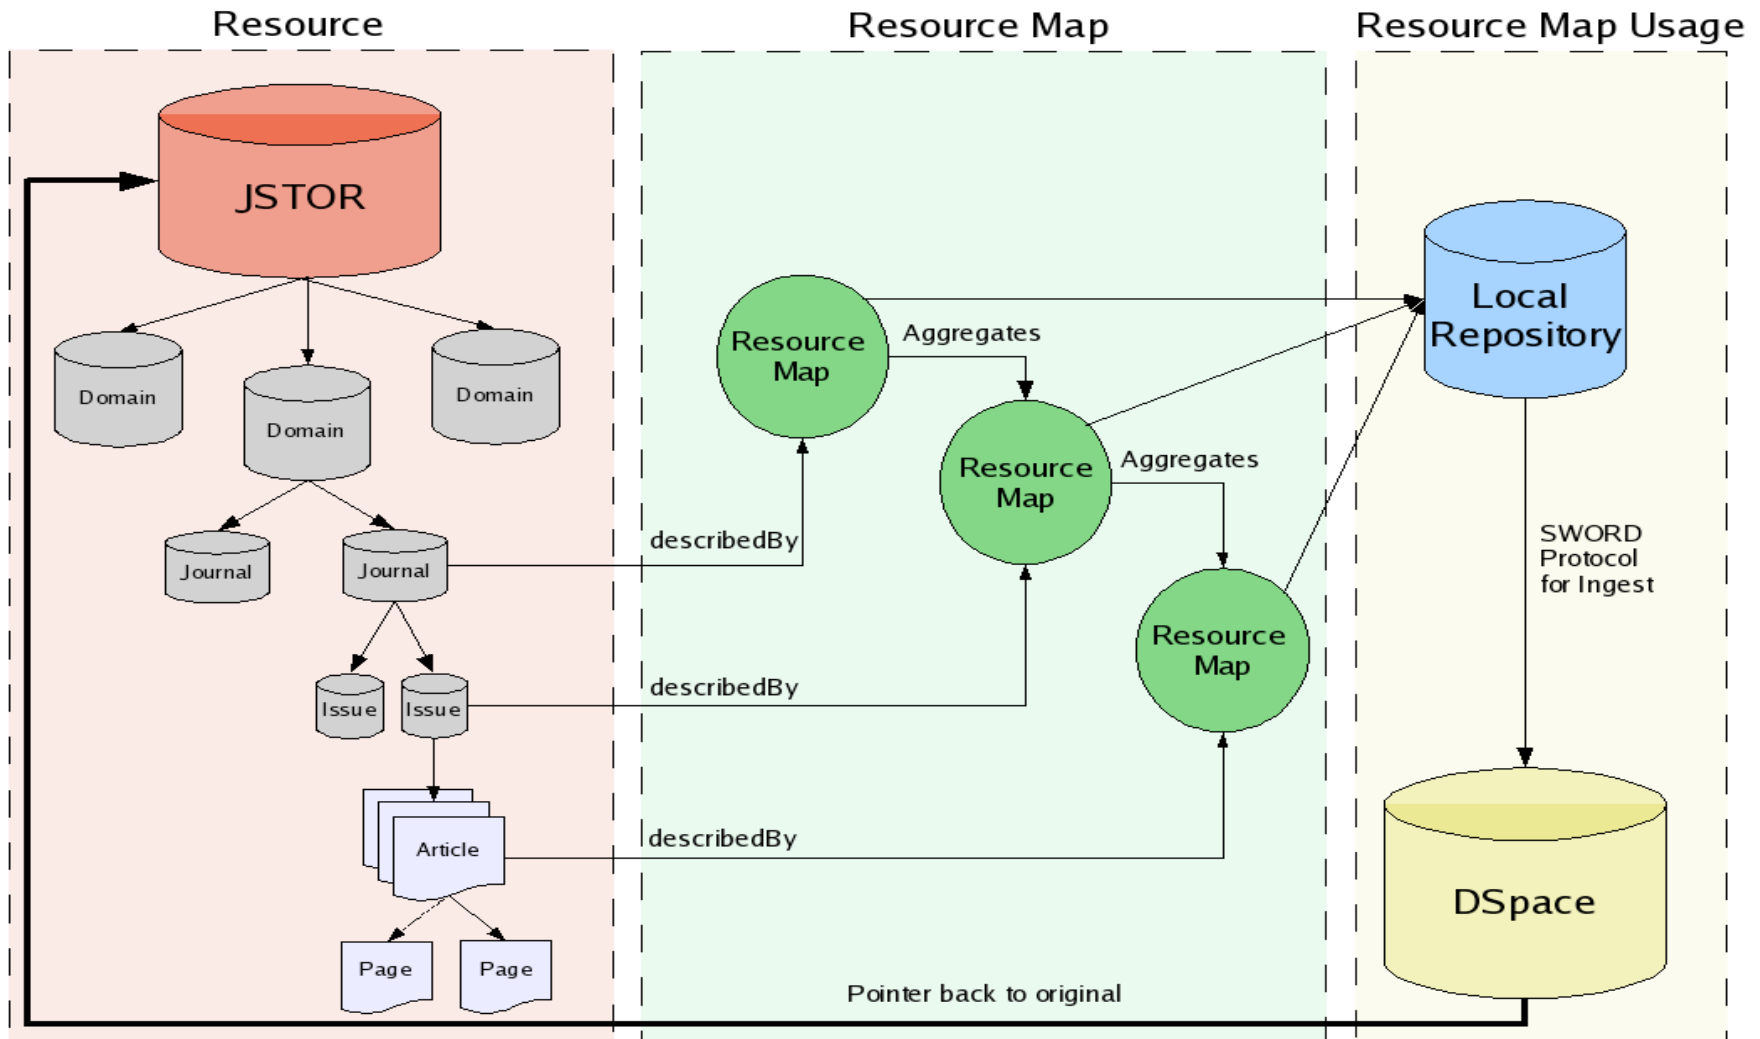 Resource
Resource Map
Resource Map Usage
JSTOR
Domain
Domain
Domain
Journal
Journal
Issue
Issue
Article
Page
Page
describedBy
describedBy
describedBy
Resource
Map
Aggregates
Resource
Map
Aggregates
Resource
Map
Local
Repository
SWORD
Protocol
for Ingest
DSpace
Pointer back to original